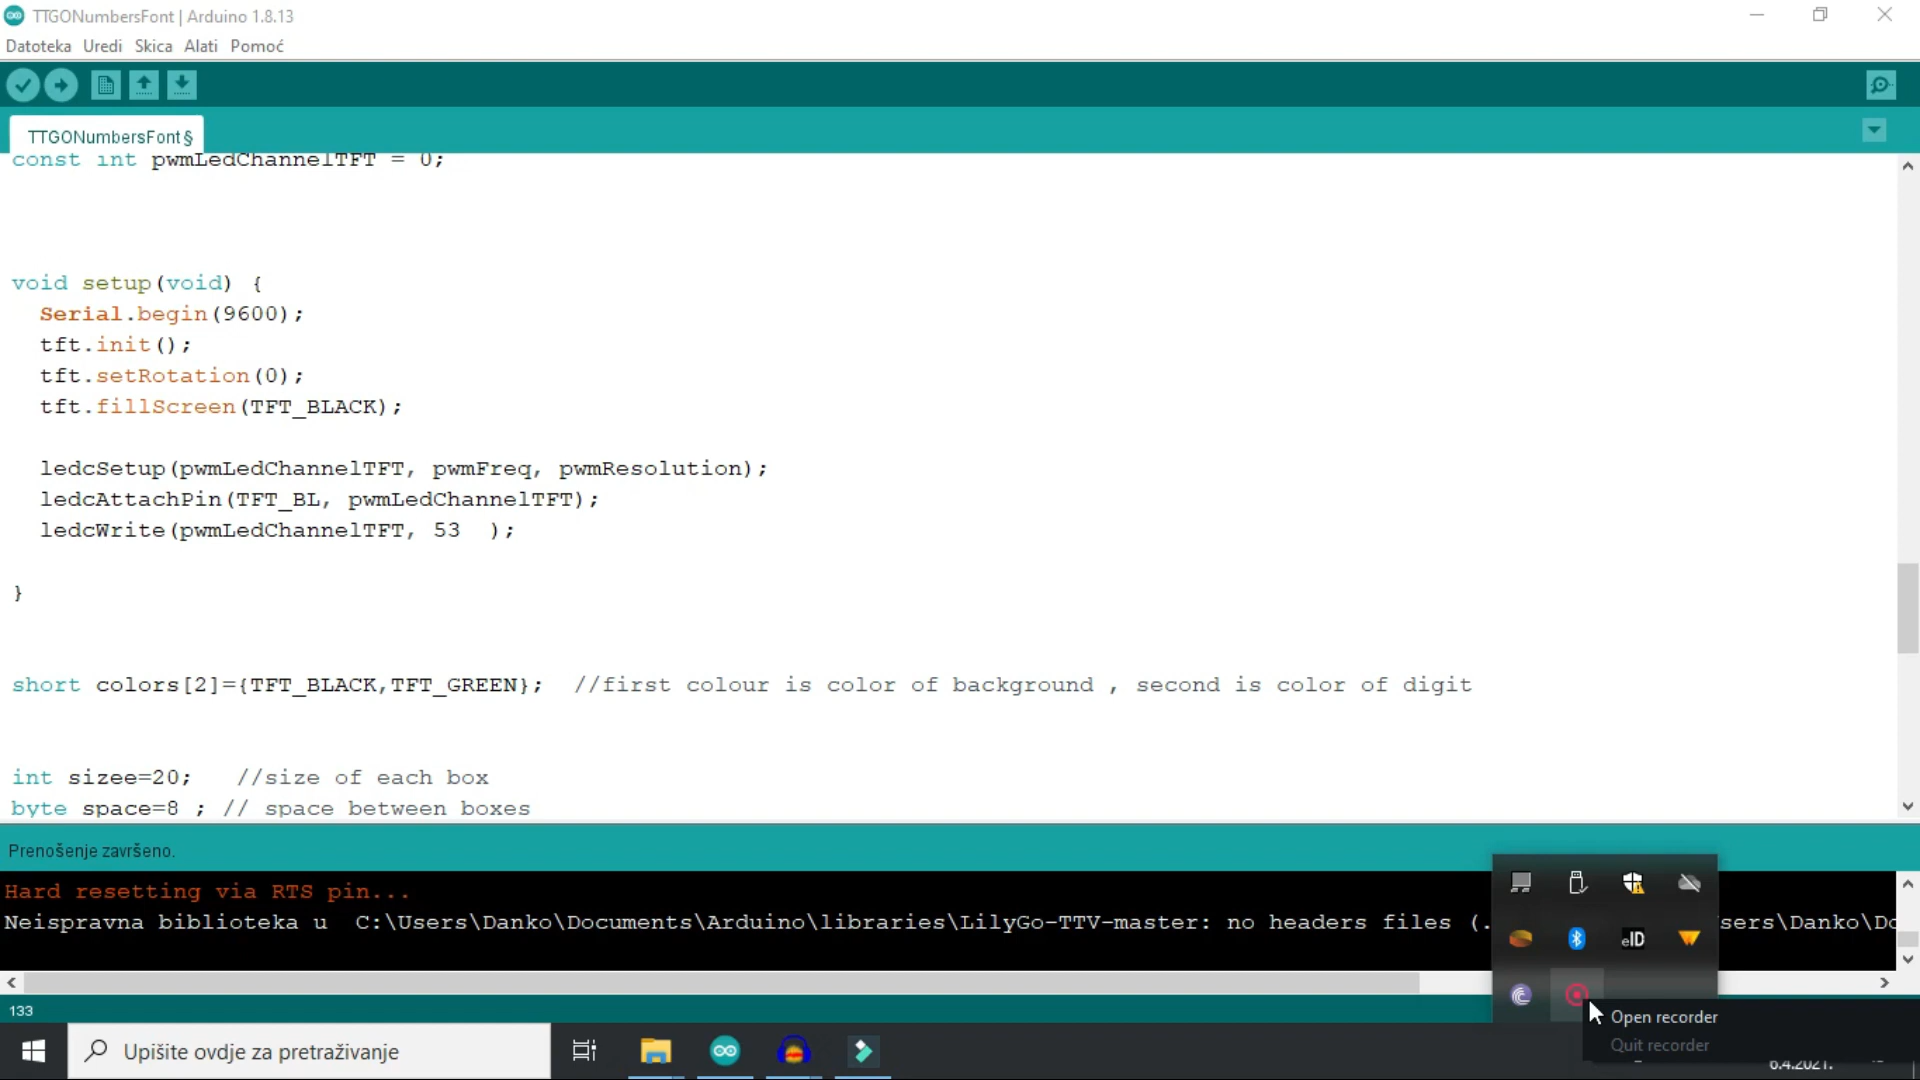 TTGONumbersFont | Arduino 1.8.13
Datoteka Uredi Skica Alati Pomoć
TTGONumbersFont §
const int pwmLedChannelTFT = 0;
void setup(void) {
Serial.begin(9600);
tft.init();
tft.setRotation(0);
tft.fillScreen(TFT_BLACK);
ledcSetup(pwmLedChannelTFT, pwmFreq, pwmResolution);
ledcAttachPin(TFT_BL, pwmLedChannelTFT);
ledcWrite(pwmLedChannelTFT, 53  );
}
short colors[2]={TFT_BLACK,TFT_GREEN};  //first colour is color of background , second is color of digit
int sizee=20;   //size of each box
byte space=8 ; // space between boxes
Prenošenje završeno.
Hard resetting via RTS pin...
Neispravna biblioteka u  C:\Users\Danko\Documents\Arduino\libraries\LilyGo-TTV-master: no headers files (. sers\Danko\Do
eID
133
Open recorder
Quit recorder
Upišite ovdje za pretraživanje
6.4.2021.